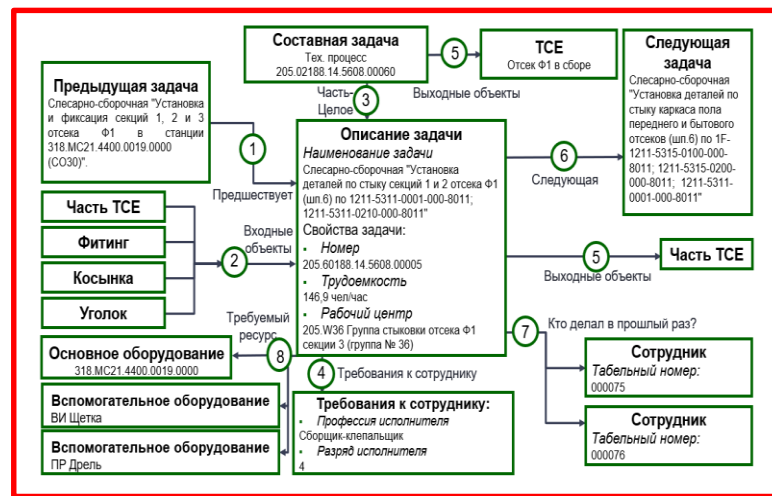 Составная задача
Тех. процесс
205.02188.14.5608.00060
5
Выходные объекты
ТСЕ
Отсек Ф1 в сборе
Следующая
задача
Слесарно-сборочная
"Установка деталей по
стыку каркаса пола
переднего и бытового
отсеков (шп.6) по 1F-
1211-5315-0100-000-
8011; 1211-5315-0200-
000-8011; 1211-5311-
0001-000-8011"
Предыдущая задача
Слесарно-сборочная "Установка
и фиксация секций 1, 2 и 3
отсека Ф1 в станции
318.МС21.4400.0019.0000
(СО30)".
Часть-
Целое
3
1
Предшествует
Описание задачи
Наименование задачи
Слесарно-сборочная "Установка
деталей по стыку секций 1 и 2 отсека Ф1
(шп.6) по 1211-5311-0001-000-8011;
1211-5311-0210-000-8011"
Свойства задачи:
• Номер
205.60188.14.5608.00005
• Трудоемкость
146,9 чел/час
• Рабочий центр
205.W36 Группа стыковки отсека Ф1
секции 3 (группа № 36)
6
Следующая
Часть ТСЕ
Фитинг
Косынка
Уголок
Входные
объекты
2
5
Выходные объекты
Часть ТСЕ
Требуемый
ресурс
8
Основное оборудование
318.МС21.4400.0019.0000
Вспомогательное оборудование
ВИ Щетка
Вспомогательное оборудование
ПР Дрель
4
Требования к сотруднику
Требования к сотруднику:
• Профессия исполнителя
Сборщик-клепальщик
• Разряд исполнителя
4
7
Кто делал в прошлый раз?
Сотрудник
Табельный номер:
000075
Сотрудник
Табельный номер:
000076